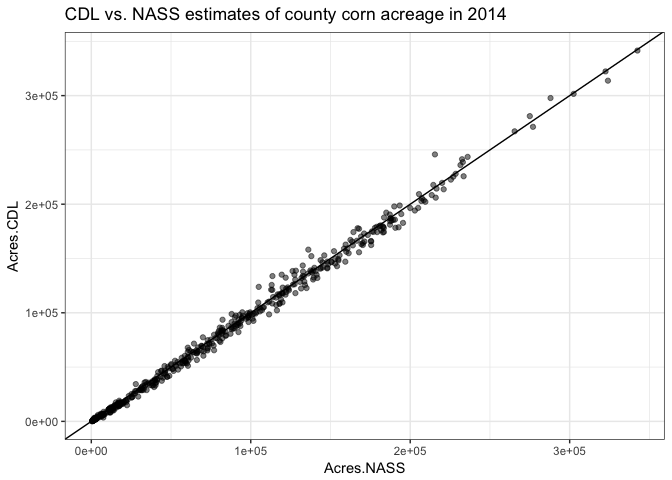 CDL vs. NASS estimates of county corn acreage in 2014
Acres.CDL
3e+05
2e+05
1e+05
0e+00
0e+00 1e+05 2e+05 3e+05
Acres.NASS